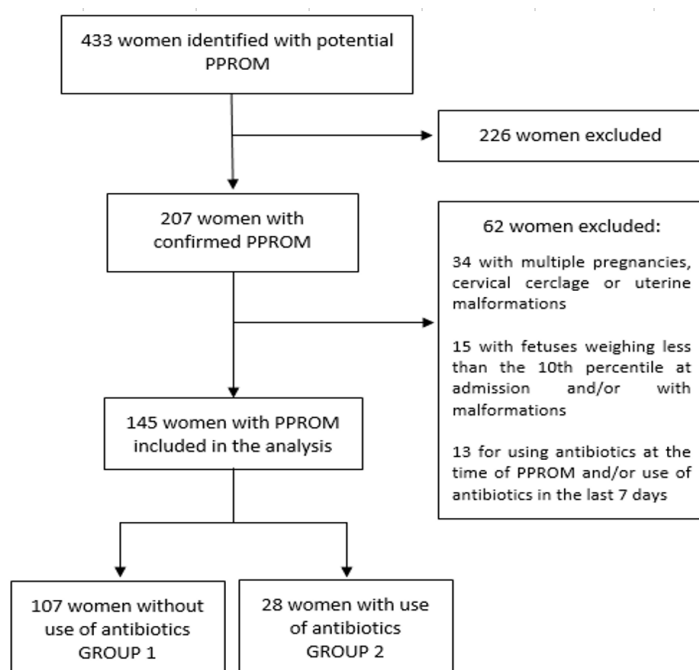 433 women identified with potential
PPROM
226 women excluded
207 women with
confirmed PPROM
62 women excluded:
34 with multiple pregnancies,
cervical cerclage or uterine
malformations
15 with fetuses weighing less
than the 10th percentile at
admission and/or with
malformations
13 for using antibiotics at the
time of PPROM and/or use of
antibiotics in the last 7 days
145 women with PPROM
included in the analysis
107 women without
use of antibiotics
GROUP 1
28 women with use
of antibiotics
GROUP 2